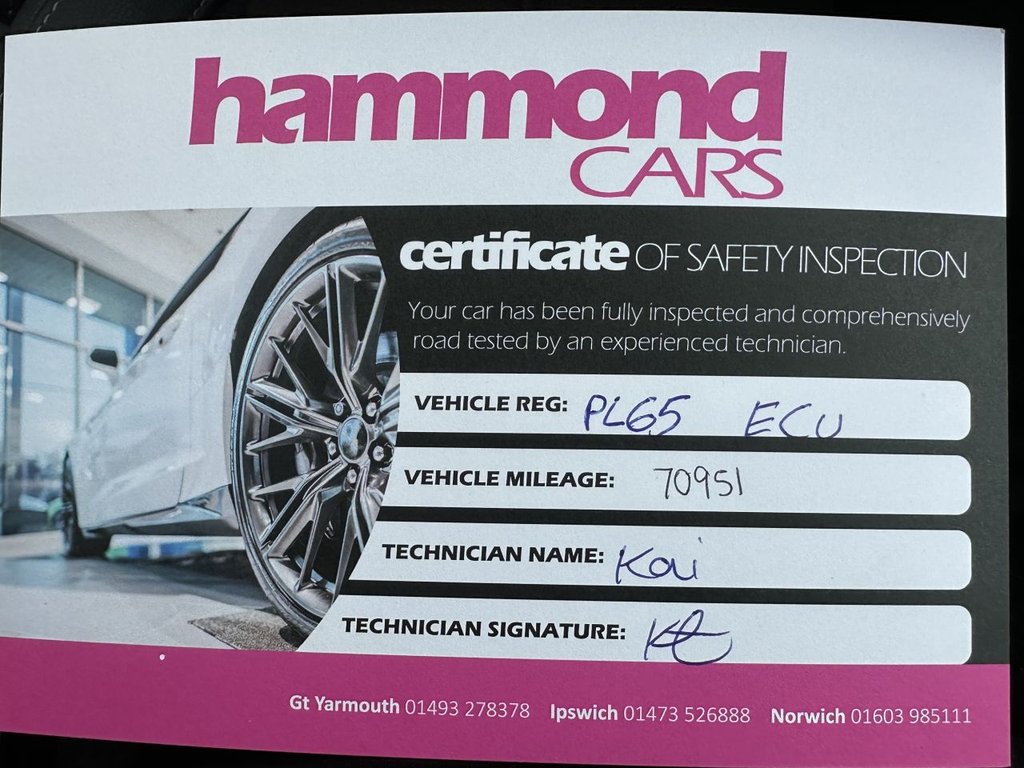 hammond
CARS
certificate OF SAFETY INSPECTION
Your car has been fully inspected and comprehensively
road tested by an experienced technician.
VEHICLE REG: PL65 ECU
VEHICLE MILEAGE: 70951
TECHNICIAN NAME: Kai
TECHNICIAN SIGNATURE:
Gt Yarmouth 01493 278378 Ipswich 01473 526888 Norwich 01603 985111